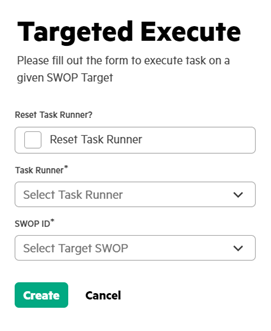 Targeted Execute
Please fill out the form to execute task on a
given SWOP Target
Reset Task Runner?
Reset Task Runner
Task Runner*
Select Task Runner
SWOP ID*
Select Target SWOP
Create Cancel